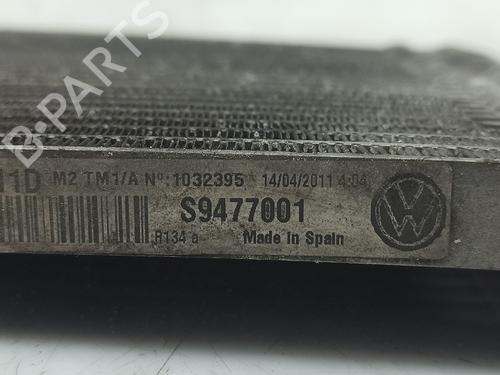 11D M2 TM1/A Nº:1032395 14/04/2011 4:04
S9477001
R134 a Made In Spain
B-PARTS